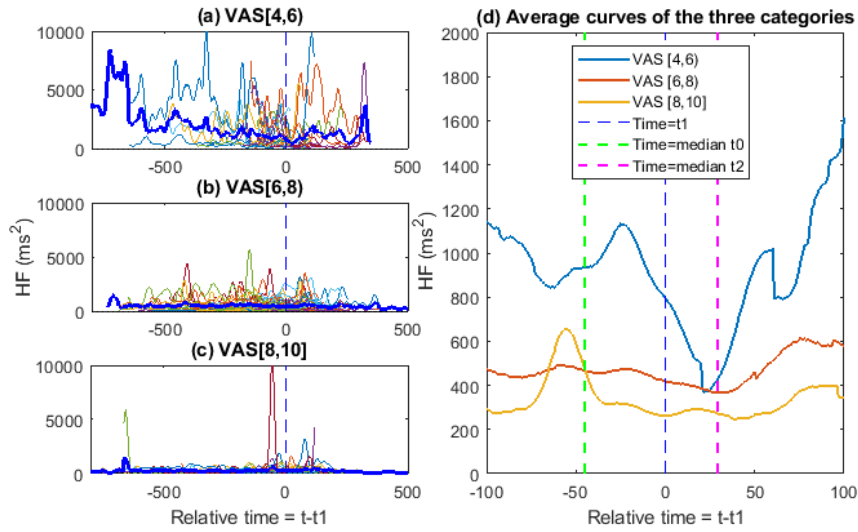 (a) VAS[4,6)
10000
5000
0
-500
0
500
(b) VAS[6,8)
10000
5000
0
-500
0
500
HF (ms2)
(c) VAS[8,10]
10000
5000
0
-500
0
500
Relative time = t-t1
(d) Average curves of the three categories
2000
1800
1600
1400
1200
1000
800
600
400
200
0
HF (ms2)
VAS [4,6)
VAS [6,8)
VAS [8,10]
Time=t1
Time=median t0
Time=median t2
-100
-50
0
50
100
Relative time = t-t1